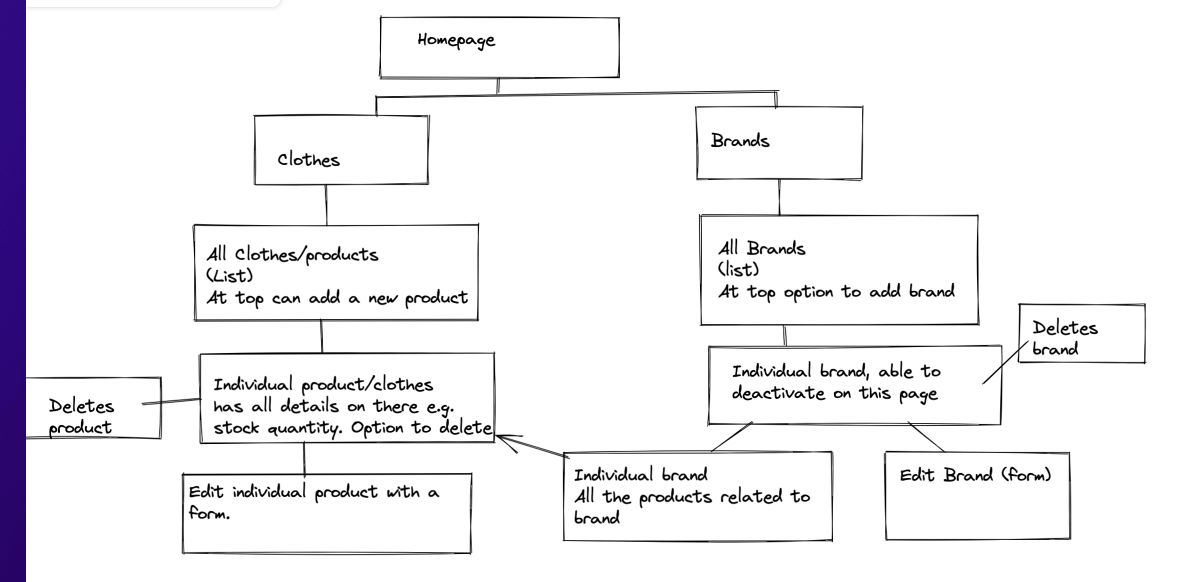 Homepage
Clothes
Brands
All Clothes/products
(List)
At top can add a new product
All Brands
(list)
At top option to add brand
Deletes
brand
Individual product/clothes
has all details on there e.g.
stock quantity. Option to delete
Individual brand, able to
deactivate on this page
Deletes
product
Edit individual product with a
form.
Individual brand
All the products related to
brand
Edit Brand (form)